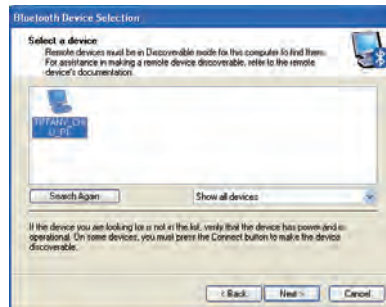 Bluetooth Device Selection
Select a device
Remote devices must be in Discoverable mode for this computer to find them.
For assistance in making a remote device discoverable, refer to the remote
device's documentation.
TIFFANY_CHI
U_PE
Search Again
Show all devices
If the device you are looking for is not in the list, verify that the device has power and is
operational. On some devices, you must press the Connect button to make the device
discoverable.
< Back
Next >
Cancel